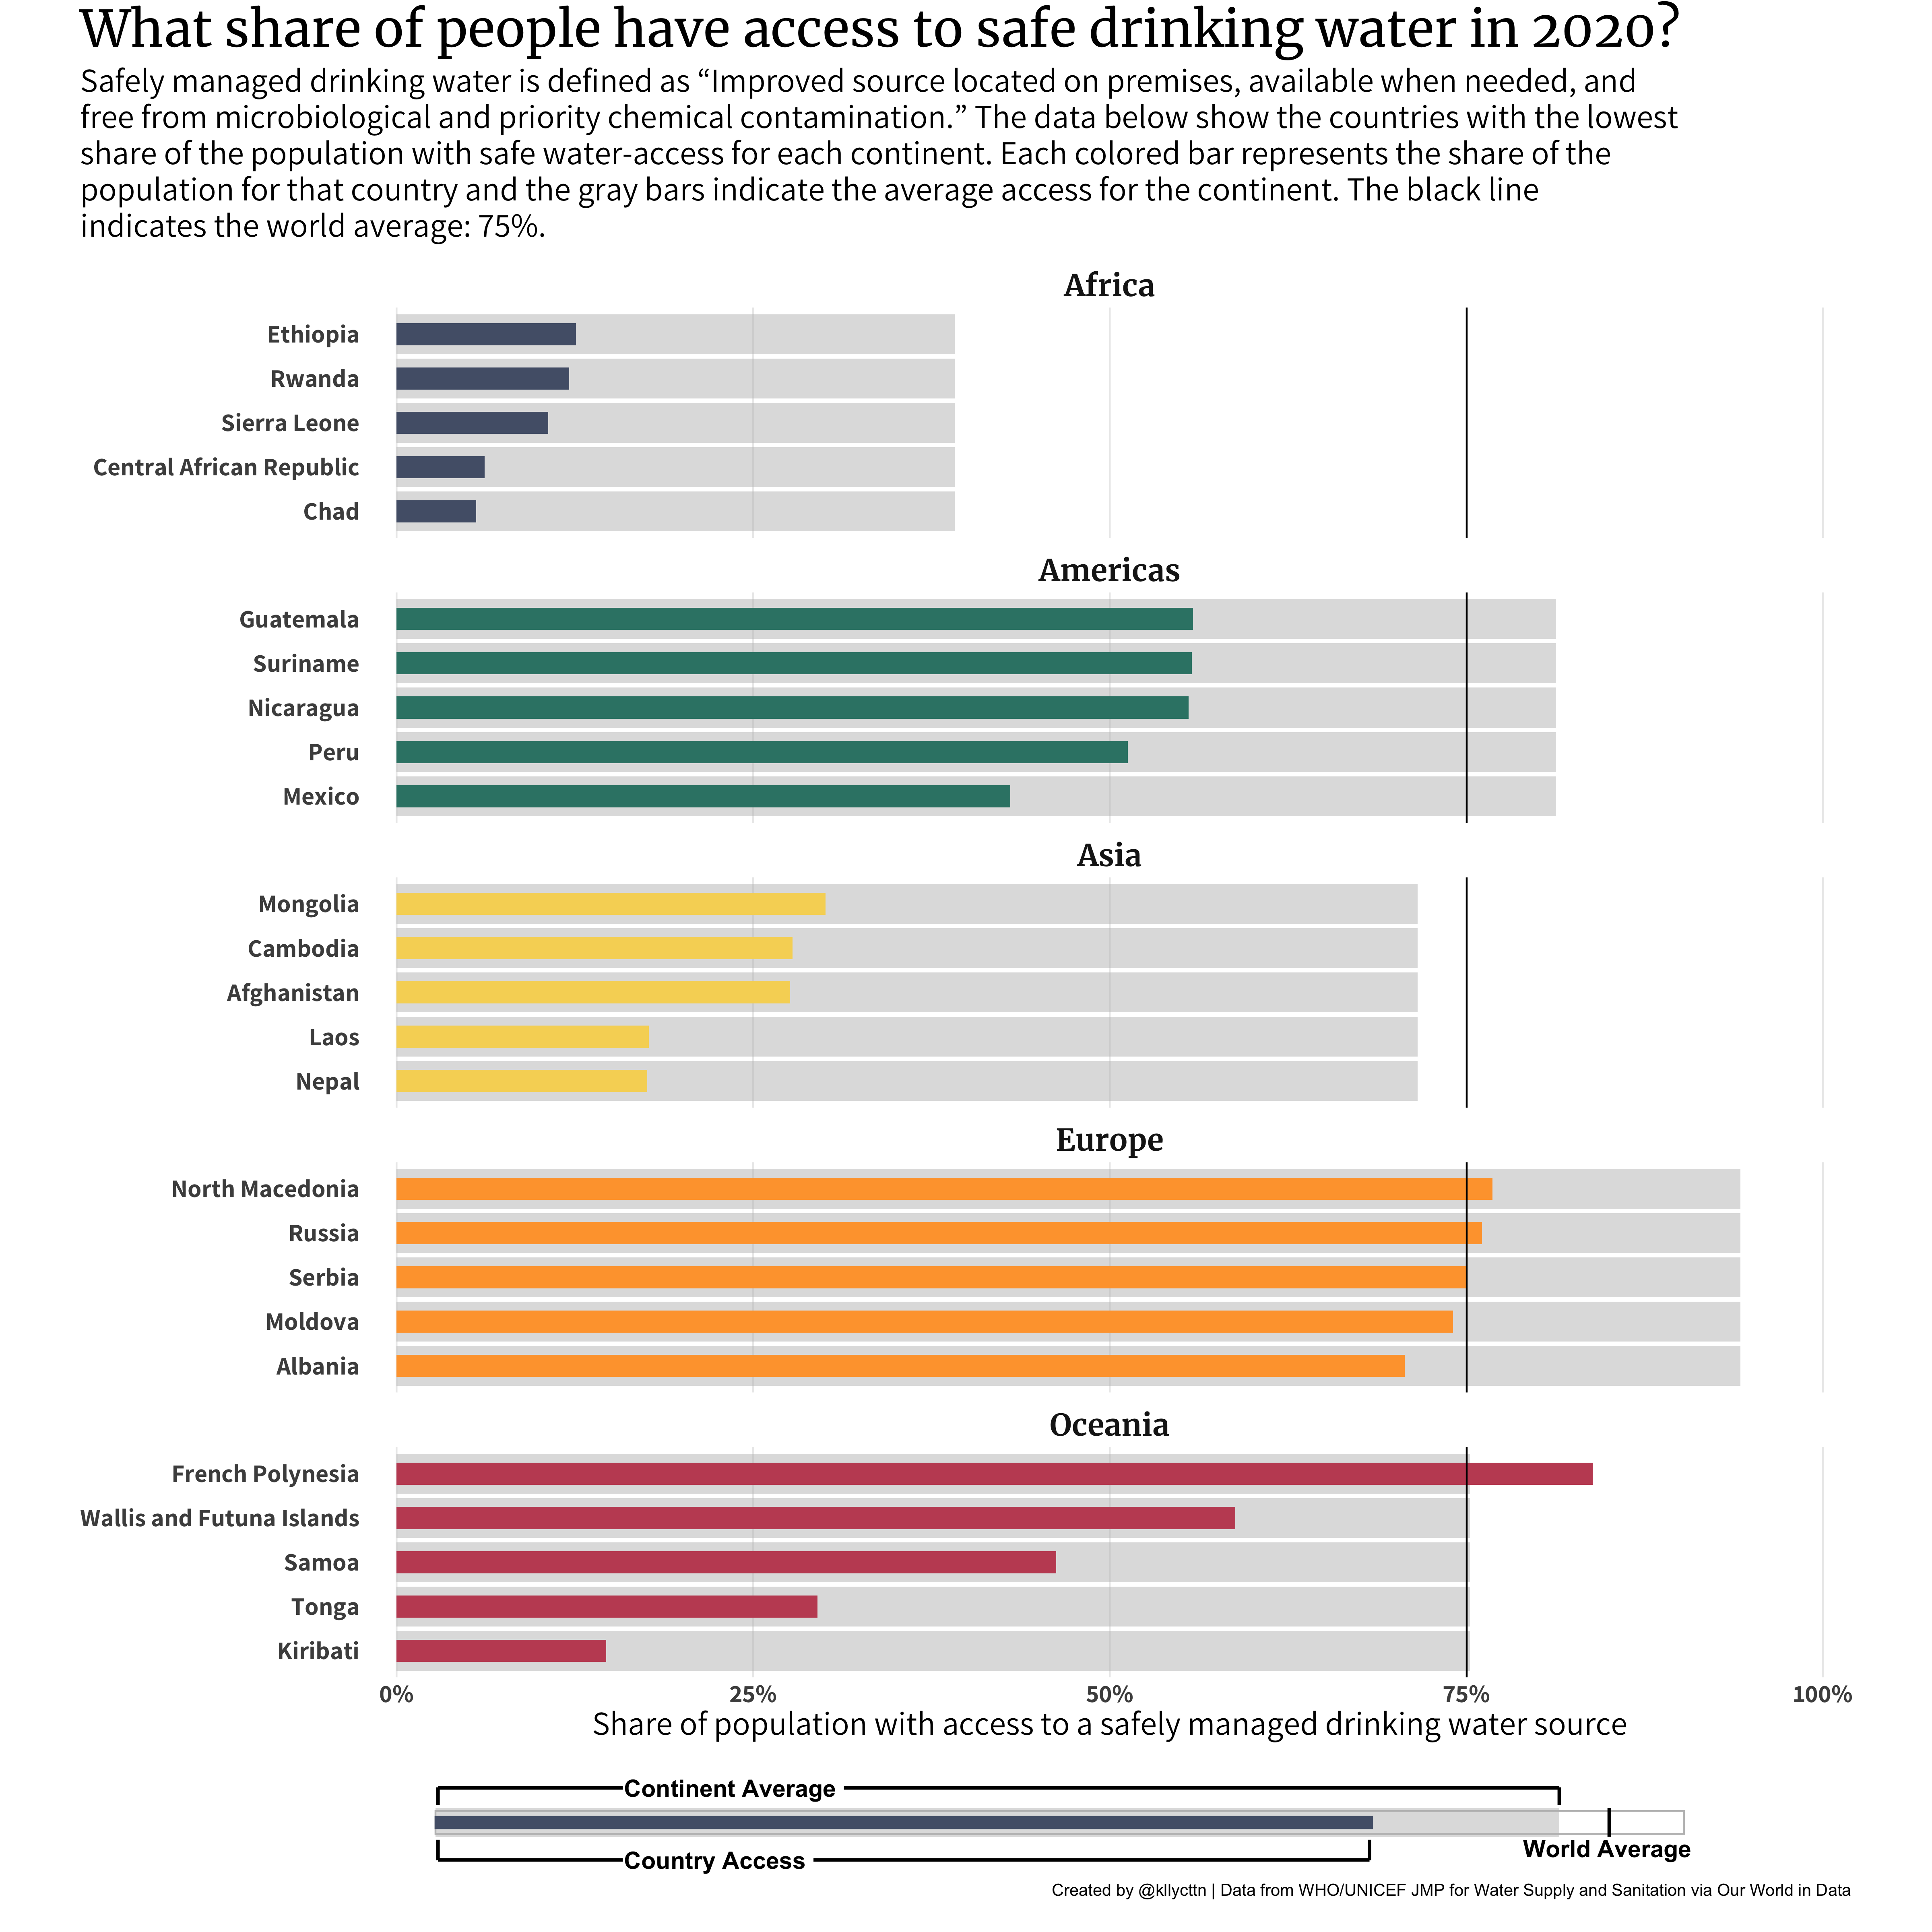 What share of people have access to safe drinking water in 2020?
Safely managed drinking water is defined as “Improved source located on premises, available when needed, and
free from microbiological and priority chemical contamination.” The data below show the countries with the lowest
share of the population with safe water-access for each continent. Each colored bar represents the share of the
population for that country and the gray bars indicate the average access for the continent. The black line
indicates the world average: 75%.
Africa
Ethiopia
Rwanda
Sierra Leone
Central African Republic
Chad
Americas
Guatemala
Suriname
Nicaragua
Peru
Mexico
Asia
Mongolia
Cambodia
Afghanistan
Laos
Nepal
Europe
North Macedonia
Russia
Serbia
Moldova
Albania
Oceania
French Polynesia
Wallis and Futuna Islands
Samoa
Tonga
Kiribati
0% 25% 50% 75% 100%
Share of population with access to a safely managed drinking water source
Continent Average
World Average
Country Access
Created by @kllycttn | Data from WHO/UNICEF JMP for Water Supply and Sanitation via Our World in Data